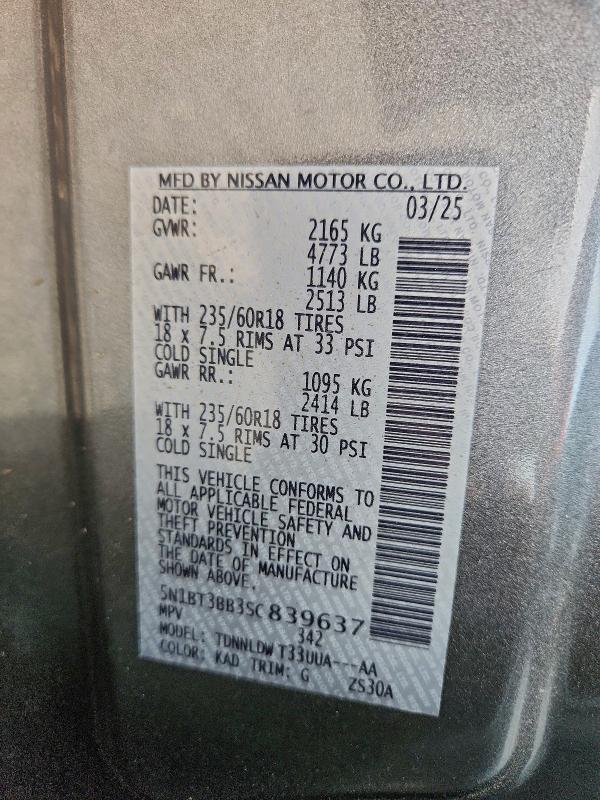 MFD BY NISSAN MOTOR CO., LTD.
DATE: 03/25
GVWR: 2165 KG
4773 LB
GAWR FR.: 1140 KG
2513 LB
WITH 235/60R18 TIRES
18 x 7.5 RIMS AT 33 PSI
COLD SINGLE
GAWR RR.: 1095 KG
2414 LB
WITH 235/60R18 TIRES
18 x 7.5 RIMS AT 30 PSI
COLD SINGLE
THIS VEHICLE CONFORMS TO
ALL APPLICABLE FEDERAL
MOTOR VEHICLE SAFETY AND
THEFT PREVENTION
STANDARDS IN EFFECT ON
THE DATE OF MANUFACTURE
SHOWN ABOVE.
5N1BT3BB3SC839637
MPV 342
MODEL: TDNNLDW T33UUA---AA
COLOR: KAD TRIM: G ZS30A